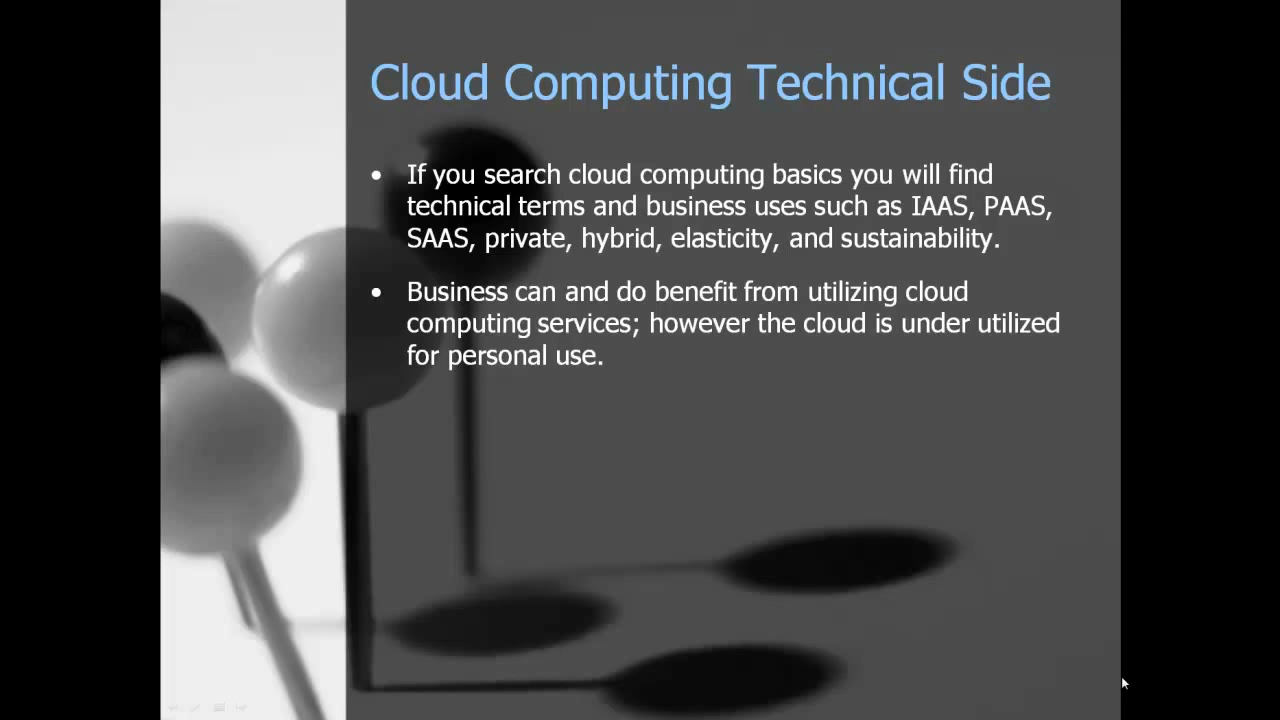 Cloud Computing Technical Side
• If you search cloud computing basics you will find
technical terms and business uses such as IAAS, PAAS,
SAAS, private, hybrid, elasticity, and sustainability.
• Business can and do benefit from utilizing cloud
computing services; however the cloud is under utilized
for personal use.